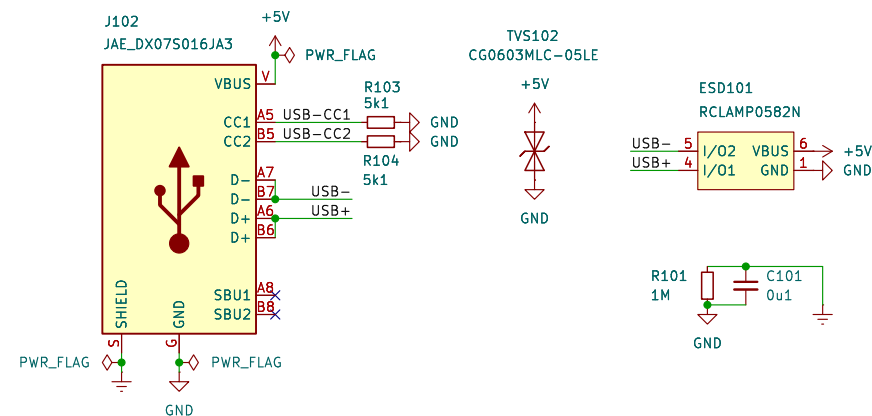 J102
JAE_DX07S016JA3
+5V
PWR_FLAG
V
VBUS
R103
5k1
CC1
A5
USB-CC1
GND
CC2
B5
USB-CC2
GND
R104
5k1
D-
A7
D-
B7
USB-
D+
A6
USB+
D+
B6
SBU1
A8
SBU2
B8
SHIELD
GND
S
G
PWR_FLAG
PWR_FLAG
GND
TVS102
CG0603MLC-05LE
+5V
GND
ESD101
RCLAMP0582N
USB-
5
I/O2
VBUS
6
+5V
USB+
4
I/O1
GND
1
GND
R101
1M
C101
0u1
GND